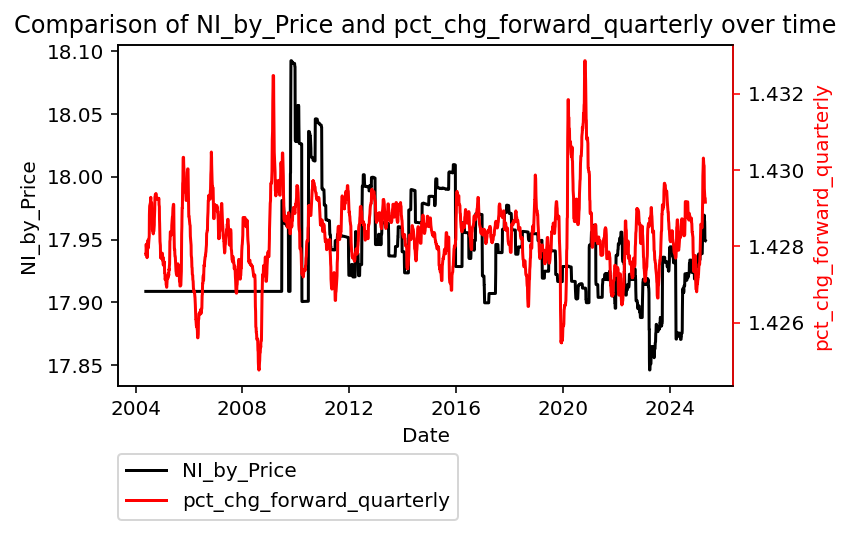 Comparison of NI_by_Price and pct_chg_forward_quarterly over time
18.10
18.05
18.00
17.95
17.90
17.85
NI_by_Price
1.432
1.430
1.428
1.426
pct_chg_forward_quarterly
2004 2008 2012 2016 2020 2024
Date
NI_by_Price
pct_chg_forward_quarterly